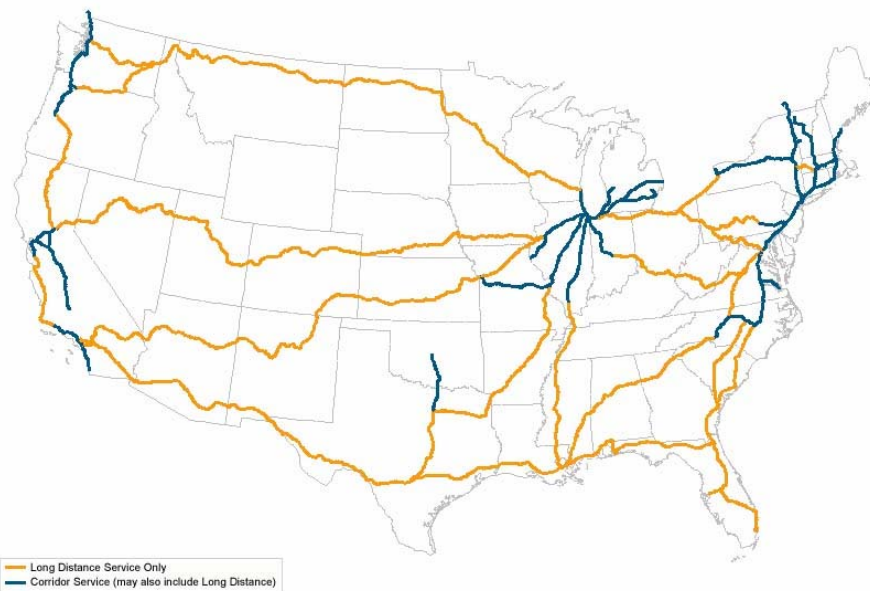 Long Distance Service Only
Corridor Service (may also include Long Distance)